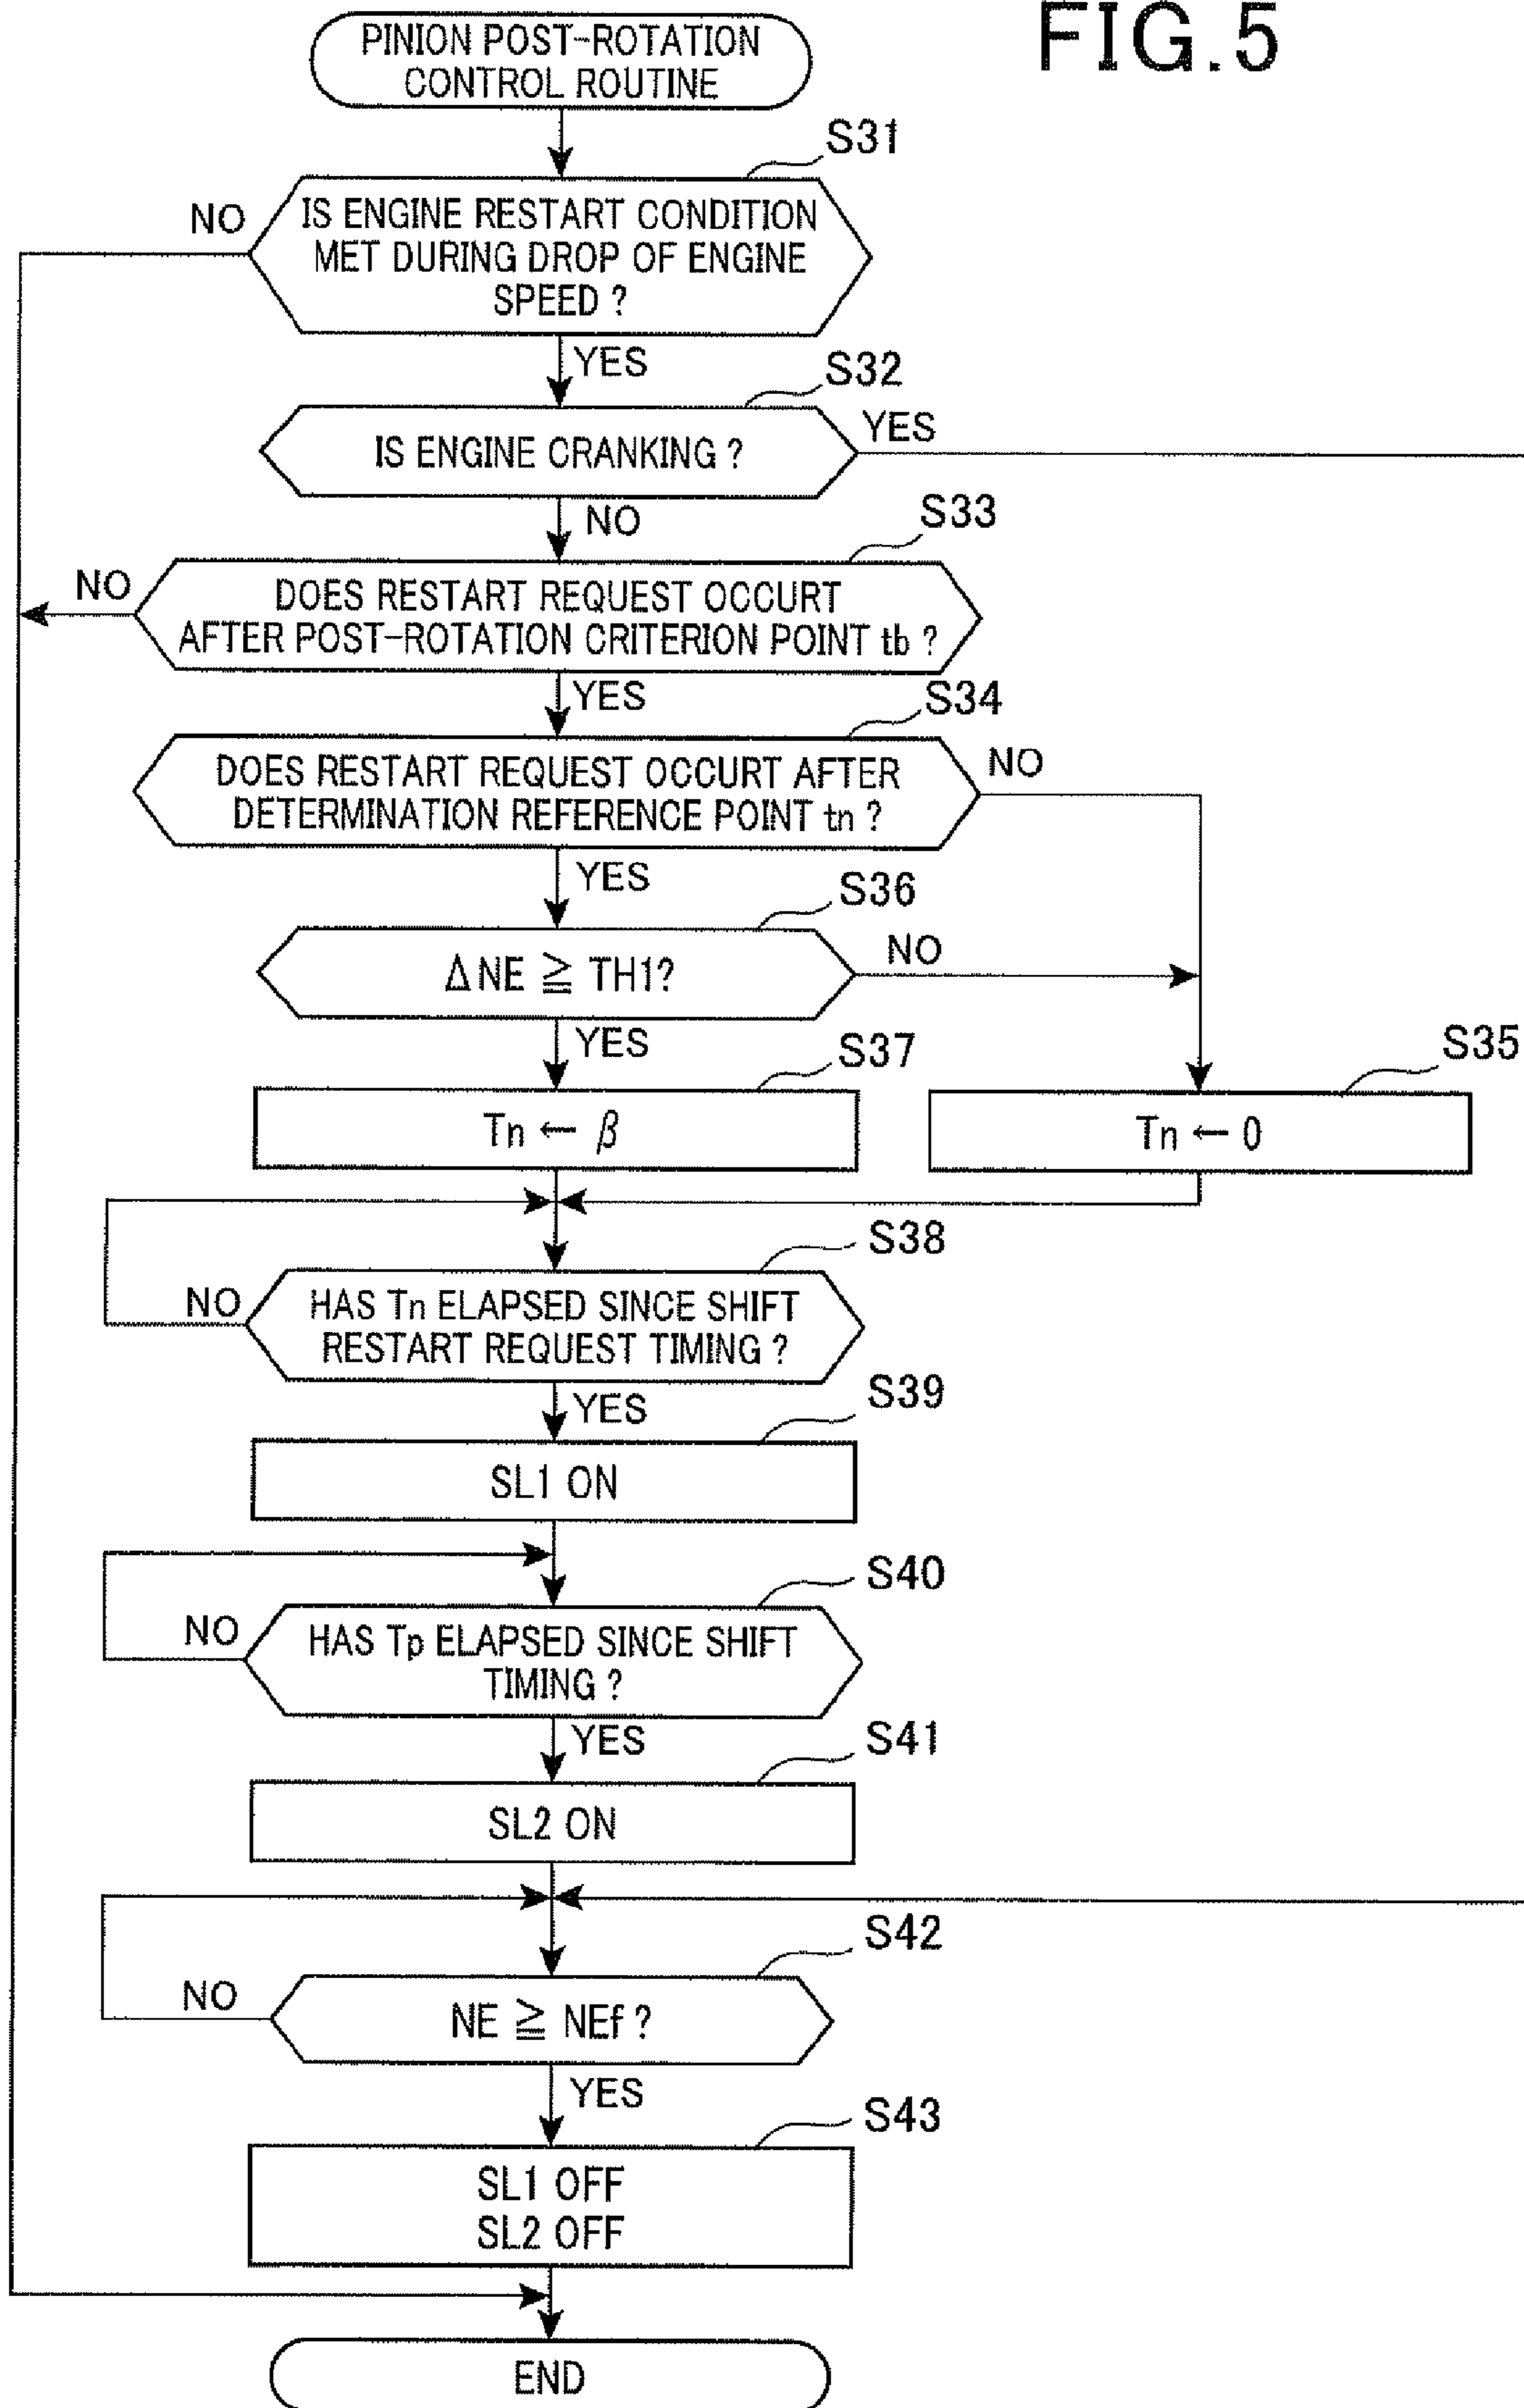 FIG.5
PINION POST-ROTATION
CONTROL ROUTINE
S31
NO
IS ENGINE RESTART CONDITION
MET DURING DROP OF ENGINE
SPEED ?
YES
S32
IS ENGINE CRANKING ?
YES
NO
S33
NO
DOES RESTART REQUEST OCCURT
AFTER POST-ROTATION CRITERION POINT tb ?
YES
S34
DOES RESTART REQUEST OCCURT AFTER
DETERMINATION REFERENCE POINT tn ?
NO
YES
S36
ΔNE ≧ TH1?
NO
YES
S37
Tn ← β
S35
Tn ← 0
S38
NO
HAS Tn ELAPSED SINCE SHIFT
RESTART REQUEST TIMING ?
YES
S39
SL1 ON
S40
NO
HAS Tp ELAPSED SINCE SHIFT
TIMING ?
YES
S41
SL2 ON
S42
NO
NE ≧ NEf ?
YES
S43
SL1 OFF
SL2 OFF
END